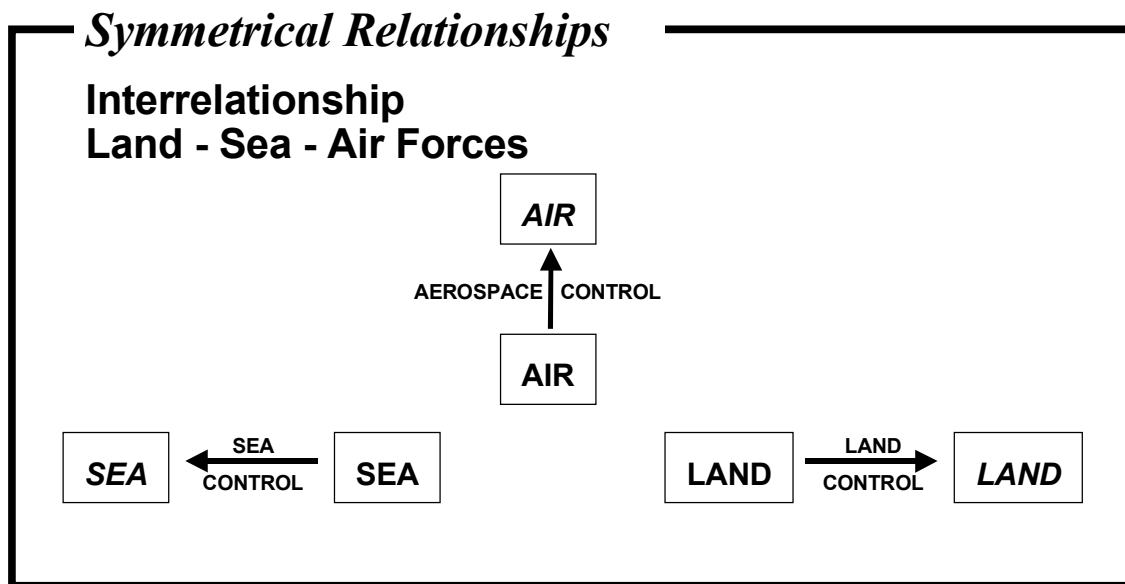 Symmetrical Relationships
Interrelationship
Land - Sea - Air Forces
AIR
AEROSPACE CONTROL
AIR
SEA
SEA
CONTROL
SEA
LAND
LAND
CONTROL
LAND